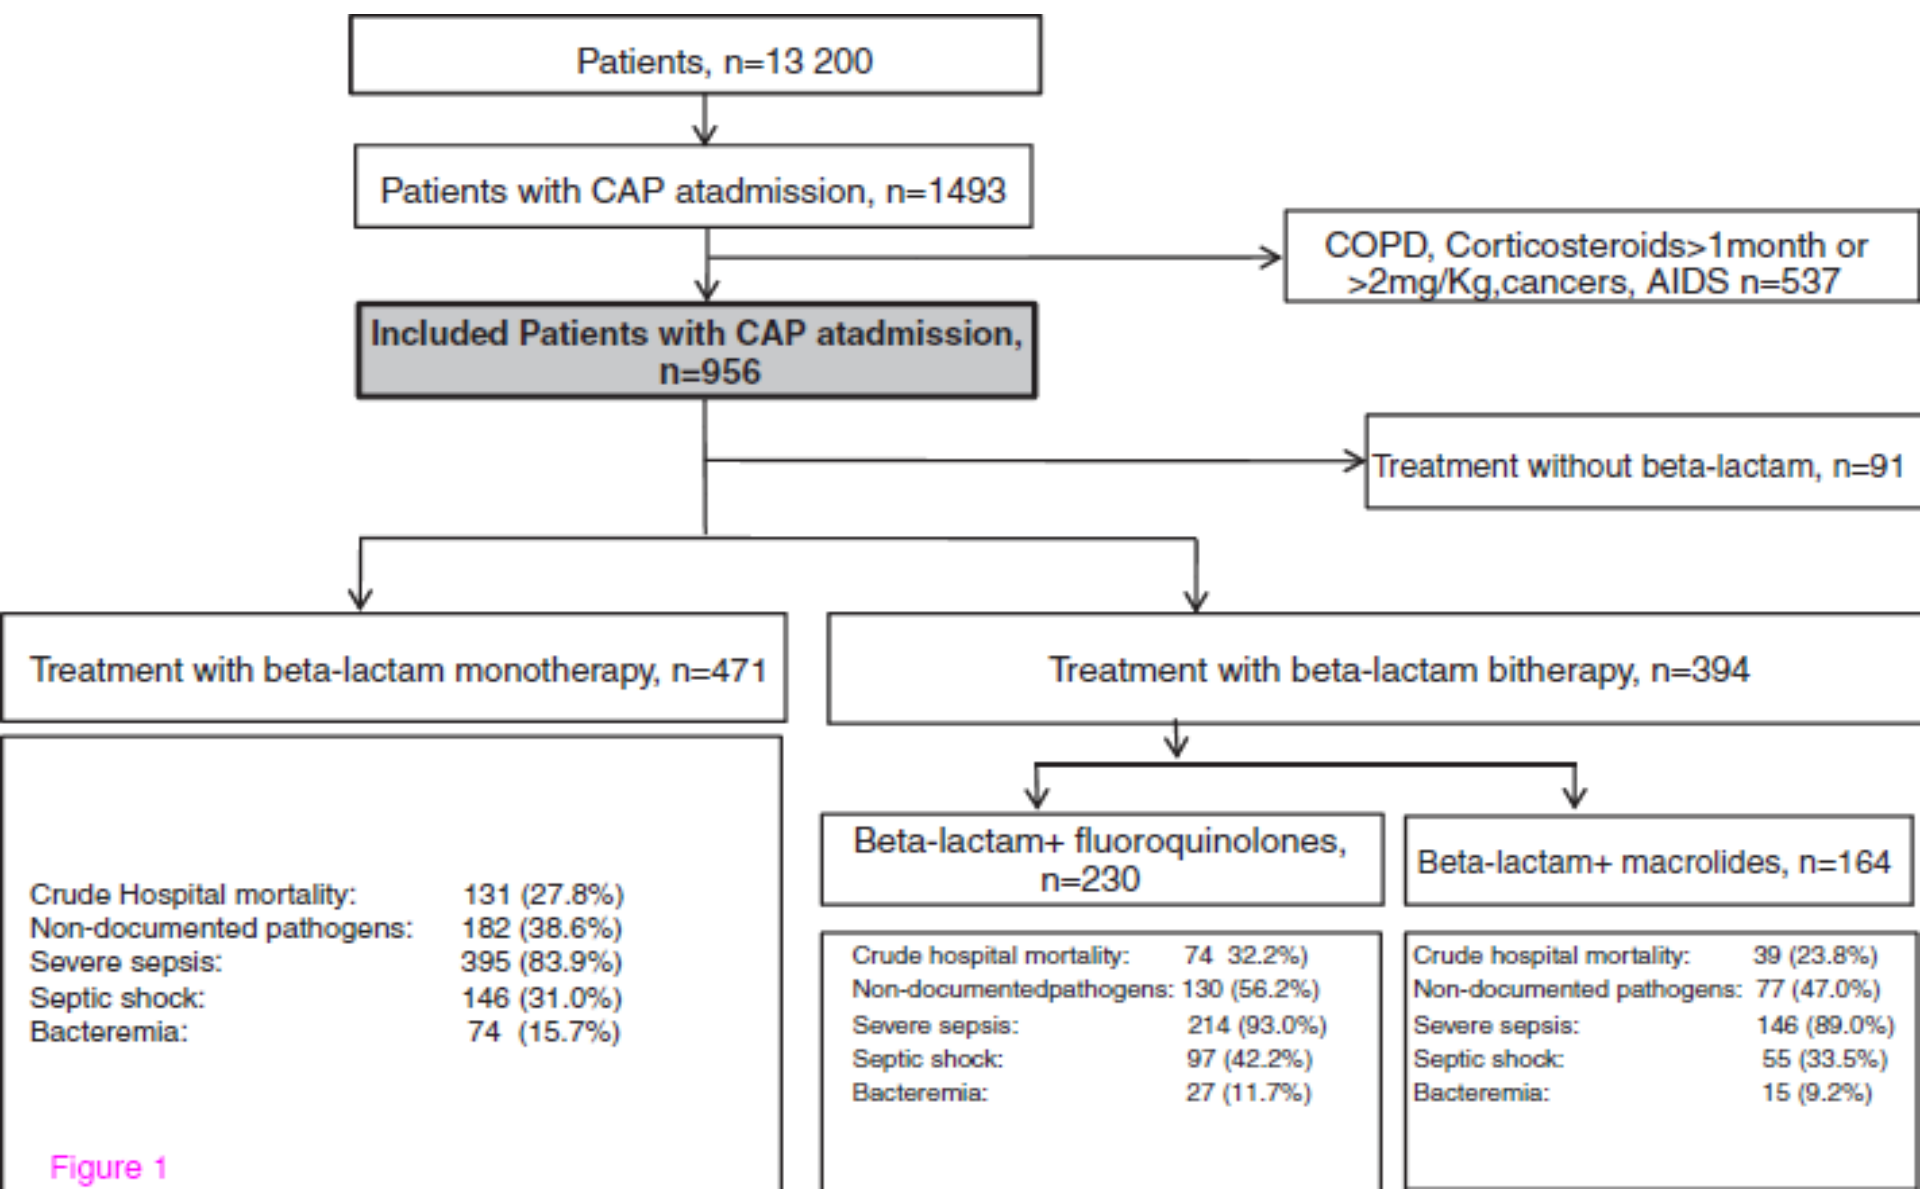 Patients, n=13 200
Patients with CAP atadmission, n=1493
COPD, Corticosteroids>1month or
>2mg/Kg,cancers, AIDS n=537
Included Patients with CAP atadmission,
n=956
Treatment without beta-lactam, n=91
Treatment with beta-lactam monotherapy, n=471
Treatment with beta-lactam bitherapy, n=394
Crude Hospital mortality: 131 (27.8%)
Non-documented pathogens: 182 (38.6%)
Severe sepsis: 395 (83.9%)
Septic shock: 146 (31.0%)
Bacteremia: 74 (15.7%)
Beta-lactam+ fluoroquinolones,
n=230
Crude hospital mortality: 74 32.2%)
Non-documentedpathogens: 130 (56.2%)
Severe sepsis: 214 (93.0%)
Septic shock: 97 (42.2%)
Bacteremia: 27 (11.7%)
Beta-lactam+ macrolides, n=164
Crude hospital mortality: 39 (23.8%)
Non-documented pathogens: 77 (47.0%)
Severe sepsis: 146 (89.0%)
Septic shock: 55 (33.5%)
Bacteremia: 15 (9.2%)
Figure 1